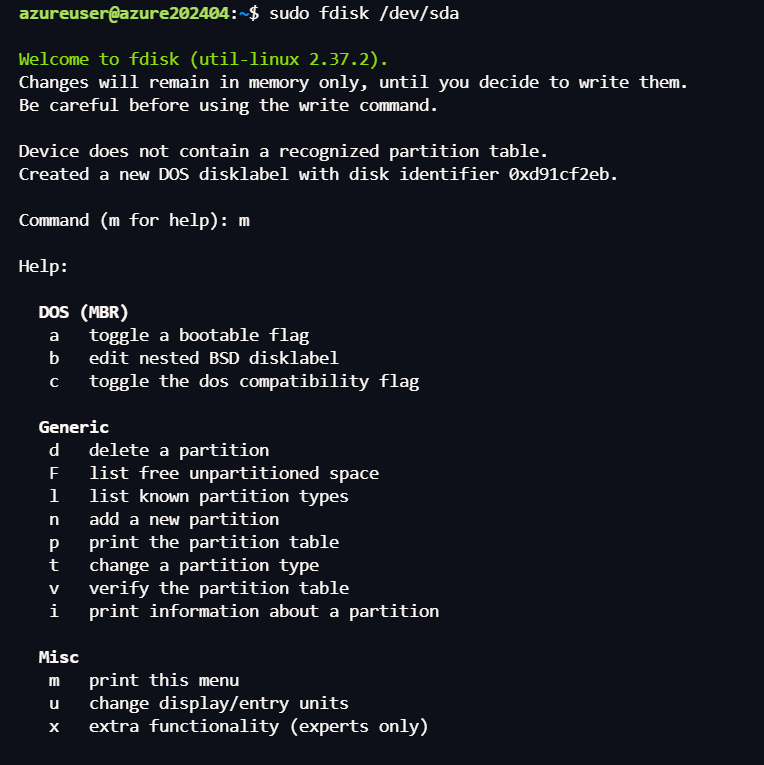 azureuser@azure202404:~$ sudo fdisk /dev/sda
Welcome to fdisk (util-linux 2.37.2).
Changes will remain in memory only, until you decide to write them.
Be careful before using the write command.
Device does not contain a recognized partition table.
Created a new DOS disklabel with disk identifier 0xd91cf2eb.
Command (m for help): m
Help:
DOS (MBR)
a   toggle a bootable flag
b   edit nested BSD disklabel
c   toggle the dos compatibility flag
Generic
d   delete a partition
F   list free unpartitioned space
l   list known partition types
n   add a new partition
p   print the partition table
t   change a partition type
v   verify the partition table
i   print information about a partition
Misc
m   print this menu
u   change display/entry units
x   extra functionality (experts only)